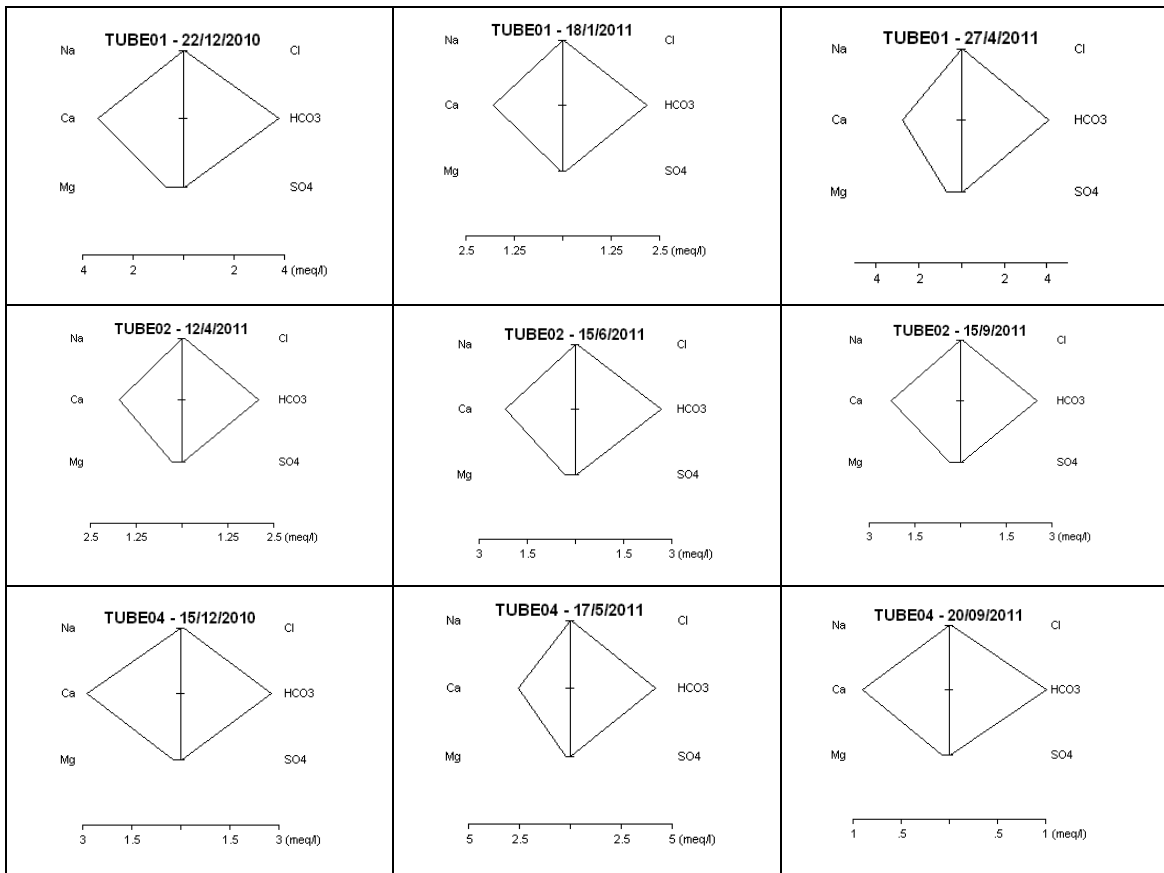 TUBE01 - 22/12/2010
Na Cl
Ca HCO3
Mg SO4
4 2 2 4 (meq/l)
TUBE01 - 18/1/2011
Na Cl
Ca HCO3
Mg SO4
2.5 1.25 1.25 2.5 (meq/l)
TUBE01 - 27/4/2011
Na Cl
Ca HCO3
Mg SO4
4 2 2 4
TUBE02 - 12/4/2011
Na Cl
Ca HCO3
Mg SO4
2.5 1.25 1.25 2.5 (meq/l)
TUBE02 - 15/6/2011
Na Cl
Ca HCO3
Mg SO4
3 1.5 1.5 3 (meq/l)
TUBE02 - 15/9/2011
Na Cl
Ca HCO3
Mg SO4
3 1.5 1.5 3 (meq/l)
TUBE04 - 15/12/2010
Na Cl
Ca HCO3
Mg SO4
3 1.5 1.5 3 (meq/l)
TUBE04 - 17/5/2011
Na Cl
Ca HCO3
Mg SO4
5 2.5 2.5 5 (meq/l)
TUBE04 - 20/09/2011
Na Cl
Ca HCO3
Mg SO4
1 .5 .5 1 (meq/l)